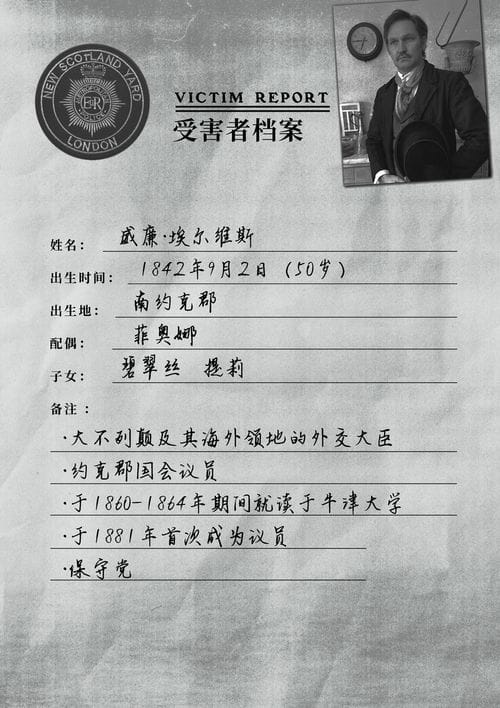 NEW SCOTLAND YARD
METROPOLITAN POLICE
E II R
LONDON
VICTIM REPORT
受害者档案
姓名：威廉·埃尔维斯
出生时间：1842年9月2日（50岁）
出生地：南约克郡
配偶：菲奥娜
子女：碧翠丝 提莉
备注：
·大不列颠及其海外领地的外交大臣
·约克郡国会议员
·于1860-1864年期间就读于牛津大学
·于1881年首次成为议员
·保守党